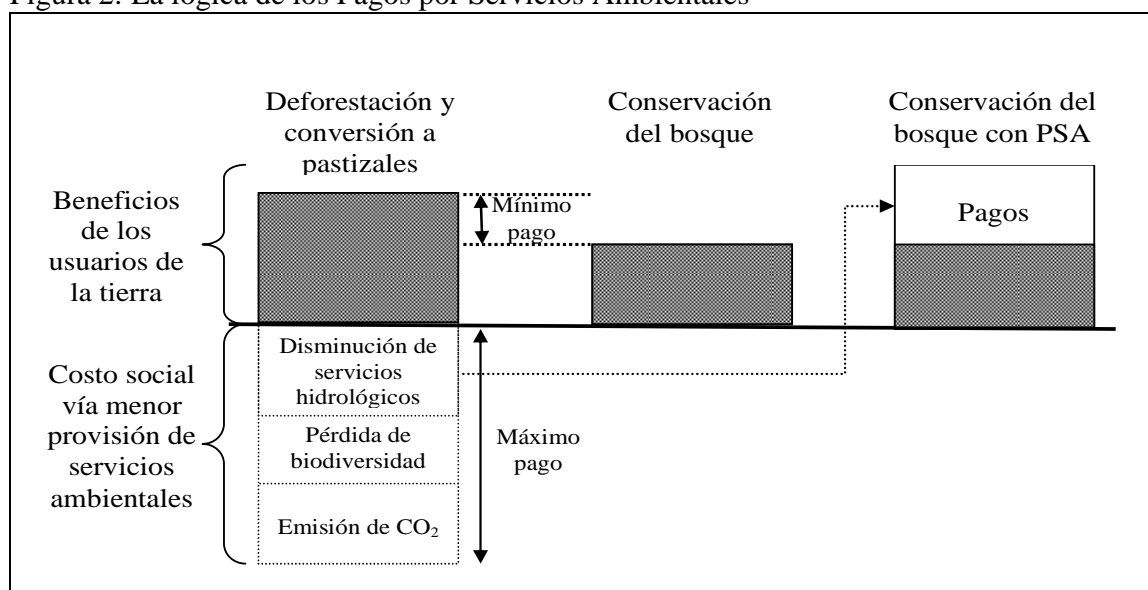 Figura 2. La lógica de los Pagos por Servicios Ambientales
Deforestación y
conversión a
pastizales
Conservación
del bosque
Conservación del
bosque con PSA
Beneficios
de los
usuarios de
la tierra
Mínimo
pago
Pagos
Costo social
vía menor
provisión de
servicios
ambientales
Disminución de
servicios
hidrológicos
Pérdida de
biodiversidad
Emisión de CO₂
Máximo
pago